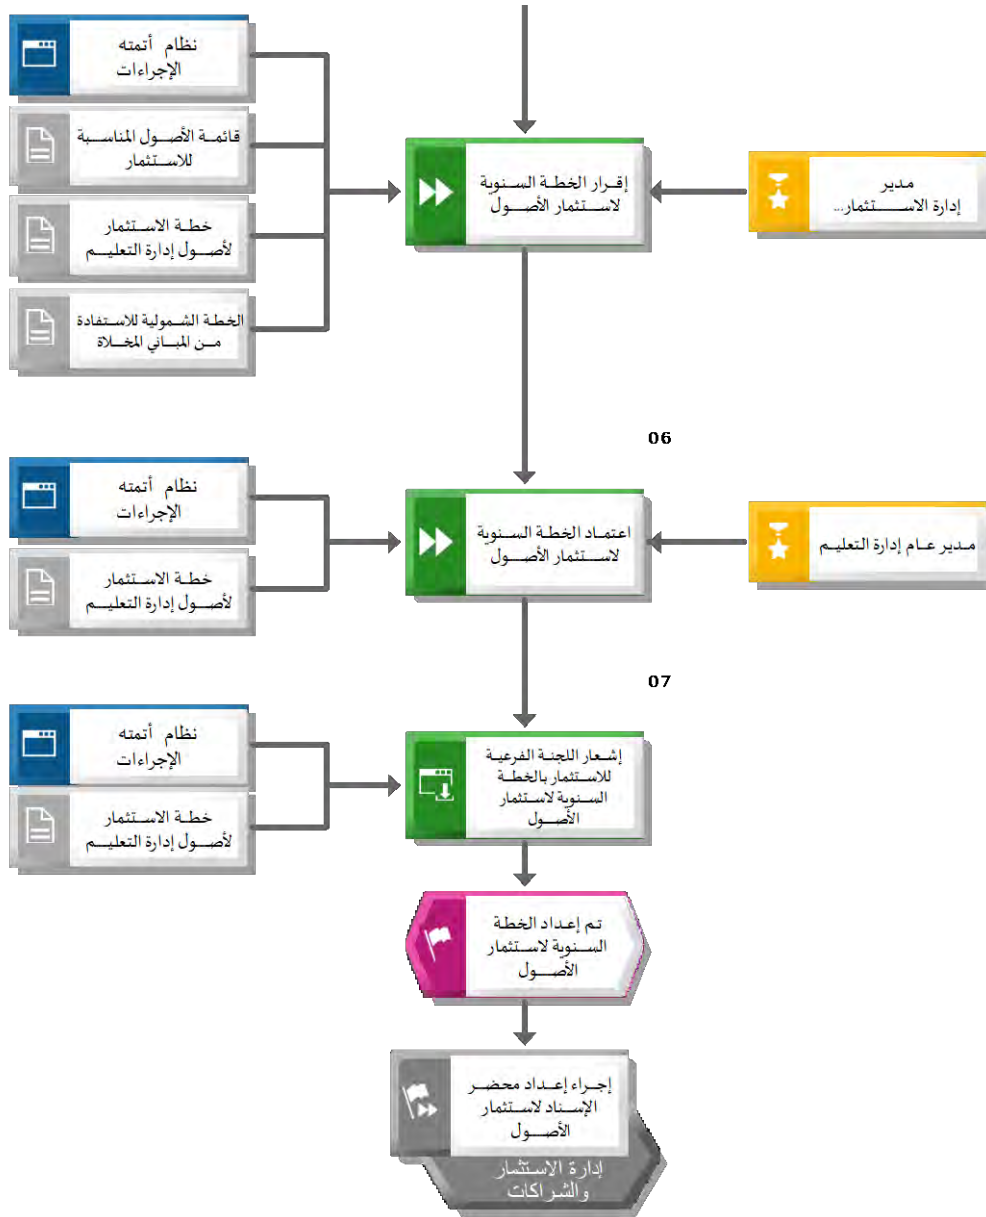 نظام أتمته
الإجراءات
قائمة الأصول المناسبة
للاستثمار
خطة الاستثمار
لأصول إدارة التعليم
الخطة الشمولية للاستفادة
من المباني المخلاة
إقرار الخطة السنوية
لاستثمار الأصول
مدير
إدارة الاستثمار...
06
نظام أتمته
الإجراءات
خطة الاستثمار
لأصول إدارة التعليم
اعتماد الخطة السنوية
لاستثمار الأصول
مدير عام إدارة التعليم
07
نظام أتمته
الإجراءات
خطة الاستثمار
لأصول إدارة التعليم
إشعار اللجنة الفرعية
للاستثمار بالخطة
السنوية لاستثمار
الأصول
تم إعداد الخطة
السنوية لاستثمار
الأصول
إجراء إعداد محضر
الإسناد لاستثمار
الأصول
إدارة الاستثمار
والشراكات